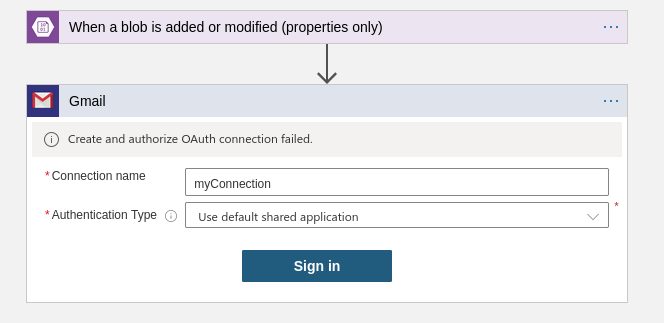 When a blob is added or modified (properties only)
Gmail
Create and authorize OAuth connection failed.
* Connection name
myConnection
* Authentication Type
Use default shared application
*
Sign in